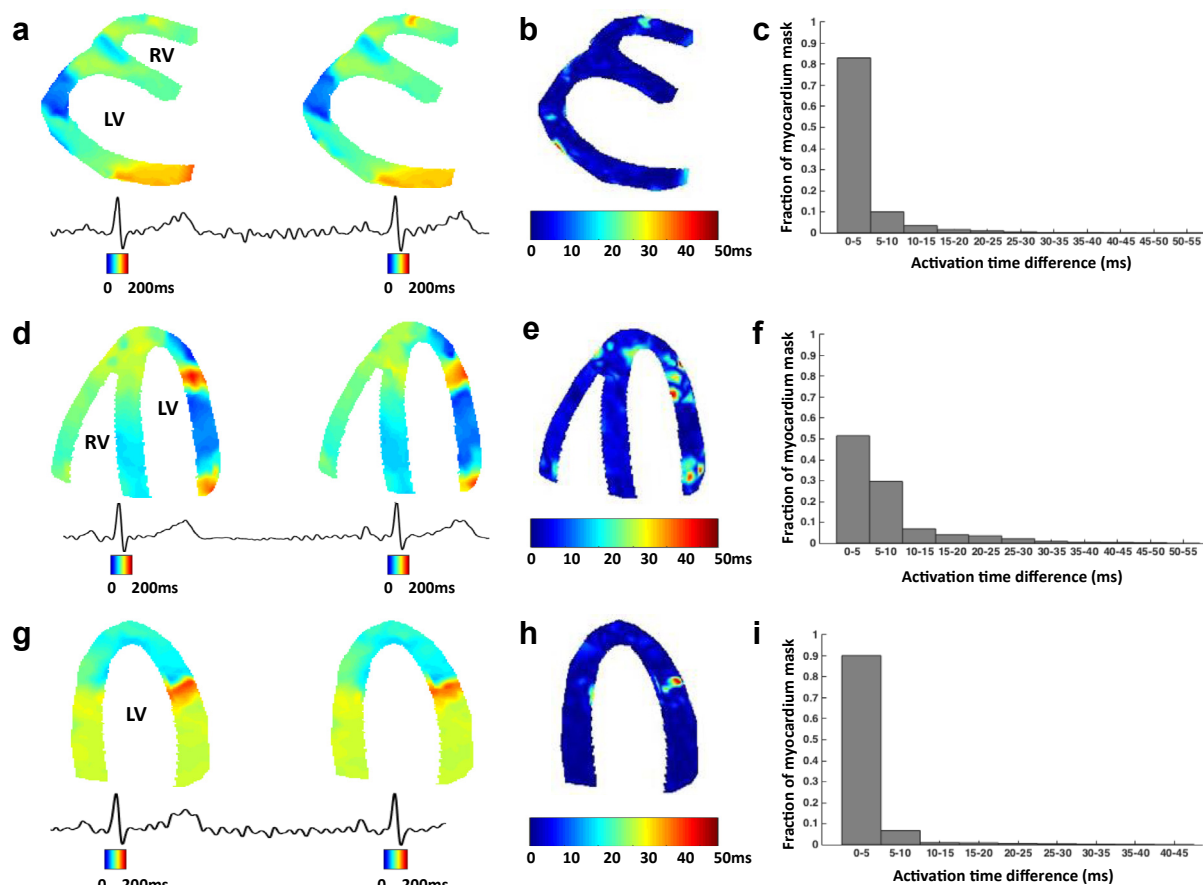 a
RV
LV
0 200ms
0 200ms
b
0 10 20 30 40 50ms
c
Fraction of myocardium mask
1
0.9
0.8
0.7
0.6
0.5
0.4
0.3
0.2
0.1
0
0-5 5-10 10-15 15-20 20-25 25-30 30-35 35-40 40-45 45-50 50-55
Activation time difference (ms)
d
LV
RV
0 200ms
0 200ms
e
0 10 20 30 40 50ms
f
Fraction of myocardium mask
1
0.9
0.8
0.7
0.6
0.5
0.4
0.3
0.2
0.1
0
0-5 5-10 10-15 15-20 20-25 25-30 30-35 35-40 40-45 45-50 50-55
Activation time difference (ms)
g
LV
0 200ms
0 200ms
h
0 10 20 30 40 50ms
i
Fraction of myocardium mask
1
0.9
0.8
0.7
0.6
0.5
0.4
0.3
0.2
0.1
0
0-5 5-10 10-15 15-20 20-25 25-30 30-35 35-40 40-45
Activation time difference (ms)